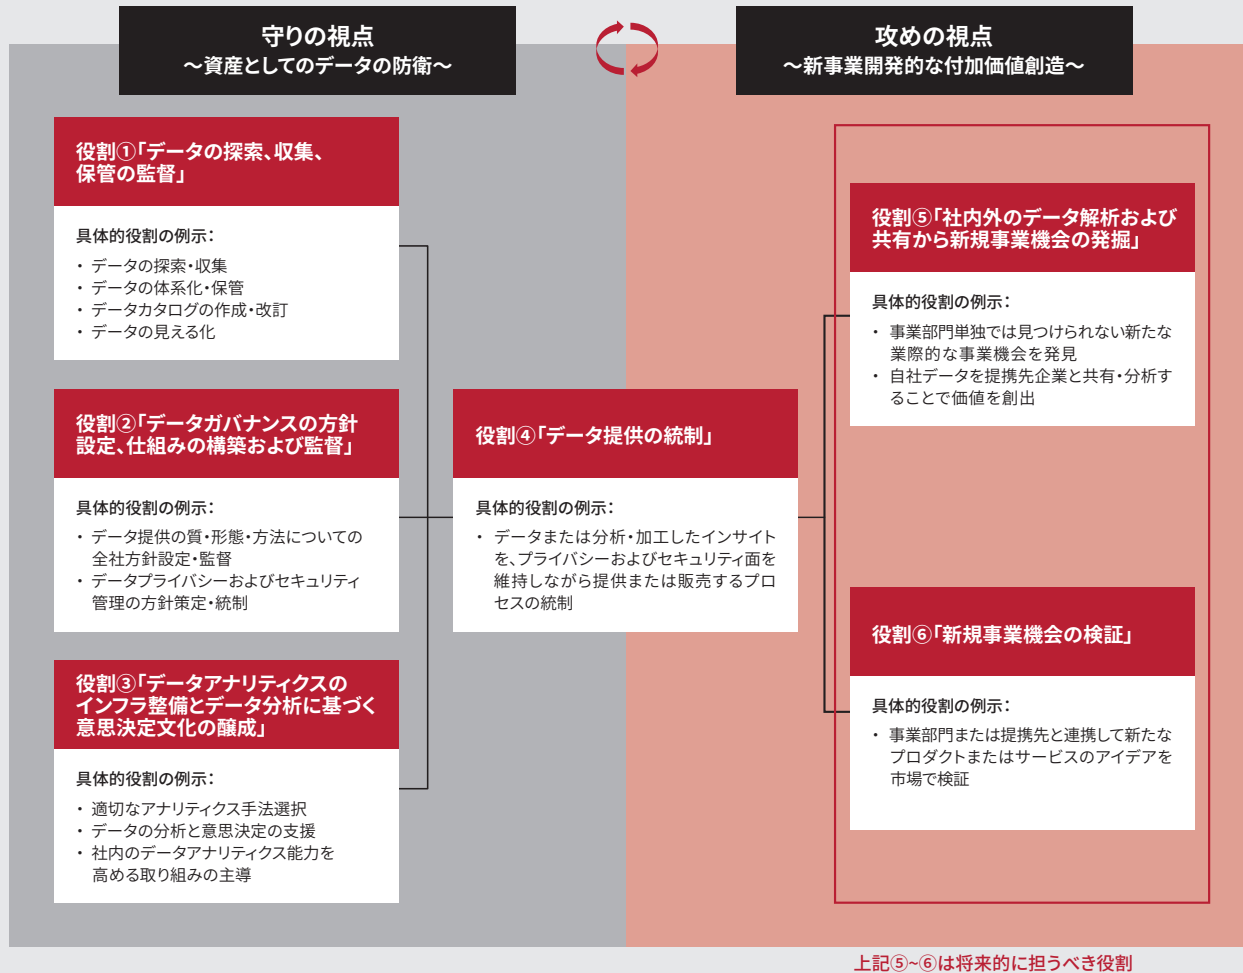 守りの視点
～資産としてのデータの防衛～
攻めの視点
～新事業開発的な付加価値創造～
役割①「データの探索、収集、
保管の監督」
具体的役割の例示：
・ データの探索・収集
・ データの体系化・保管
・ データカタログの作成・改訂
・ データの見える化
役割②「データガバナンスの方針
設定、仕組みの構築および監督」
具体的役割の例示：
・ データ提供の質・形態・方法についての
全社方針設定・監督
・ データプライバシーおよびセキュリティ
管理の方針策定・統制
役割③「データアナリティクスの
インフラ整備とデータ分析に基づく
意思決定文化の醸成」
具体的役割の例示：
・ 適切なアナリティクス手法選択
・ データの分析と意思決定の支援
・ 社内のデータアナリティクス能力を
高める取り組みの主導
役割④「データ提供の統制」
具体的役割の例示：
・ データまたは分析・加工したインサイト
を、プライバシーおよびセキュリティ面を
維持しながら提供または販売するプロ
セスの統制
役割⑤「社内外のデータ解析および
共有から新規事業機会の発掘」
具体的役割の例示：
・ 事業部門単独では見つけられない新たな
業際的な事業機会を発見
・ 自社データを提携先企業と共有・分析す
ることで価値を創出
役割⑥「新規事業機会の検証」
具体的役割の例示：
・ 事業部門または提携先と連携して新たな
プロダクトまたはサービスのアイデアを
市場で検証
上記⑤~⑥は将来的に担うべき役割